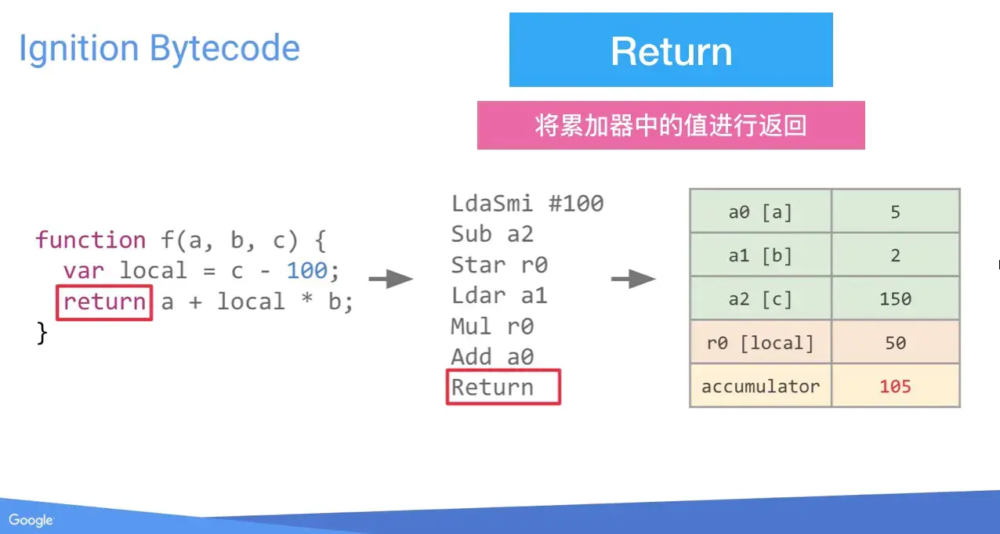 Ignition Bytecode
Return
将累加器中的值进行返回
function f(a, b, c) {
  var local = c - 100;
  return a + local * b;
}
LdaSmi #100
Sub a2
Star r0
Ldar a1
Mul r0
Add a0
Return
a0 [a] 5
a1 [b] 2
a2 [c] 150
r0 [local] 50
accumulator 105
Google